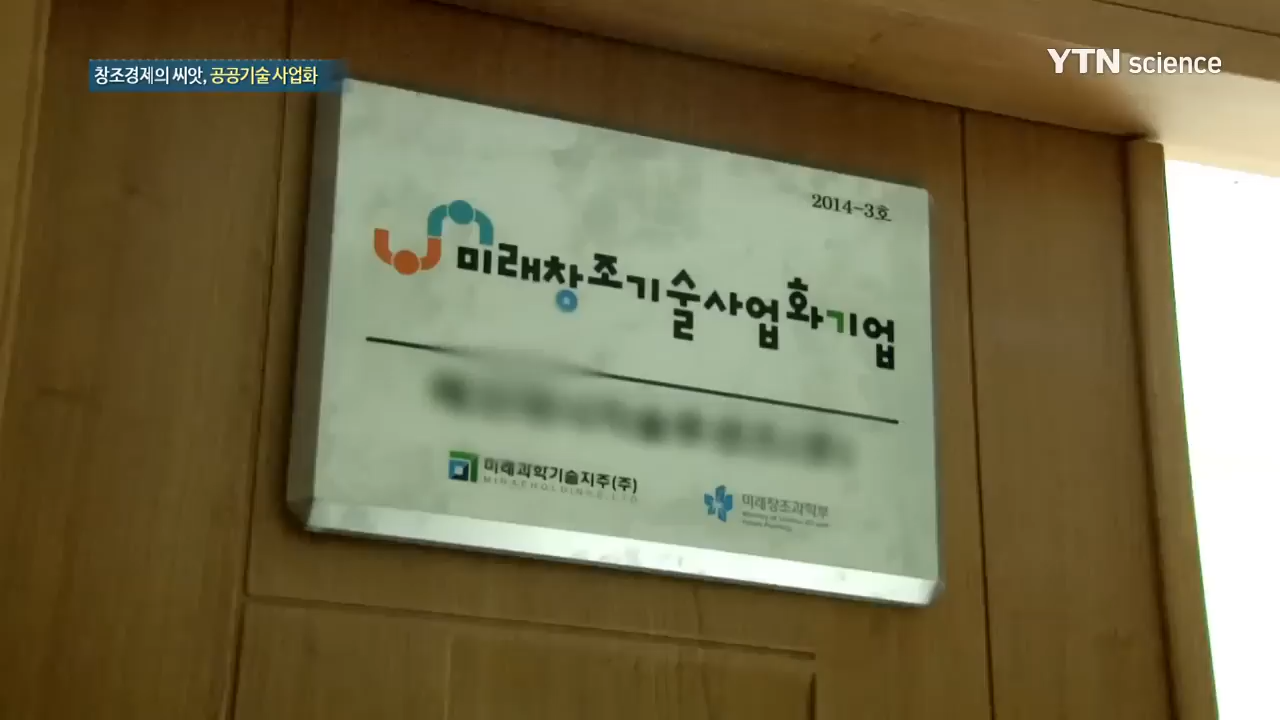 창조경제의 씨앗, 공공기술 사업화
YTN science
2014-3호
미래창조기술사업화기업
미래과학기술지주(주)
미래창조과학부